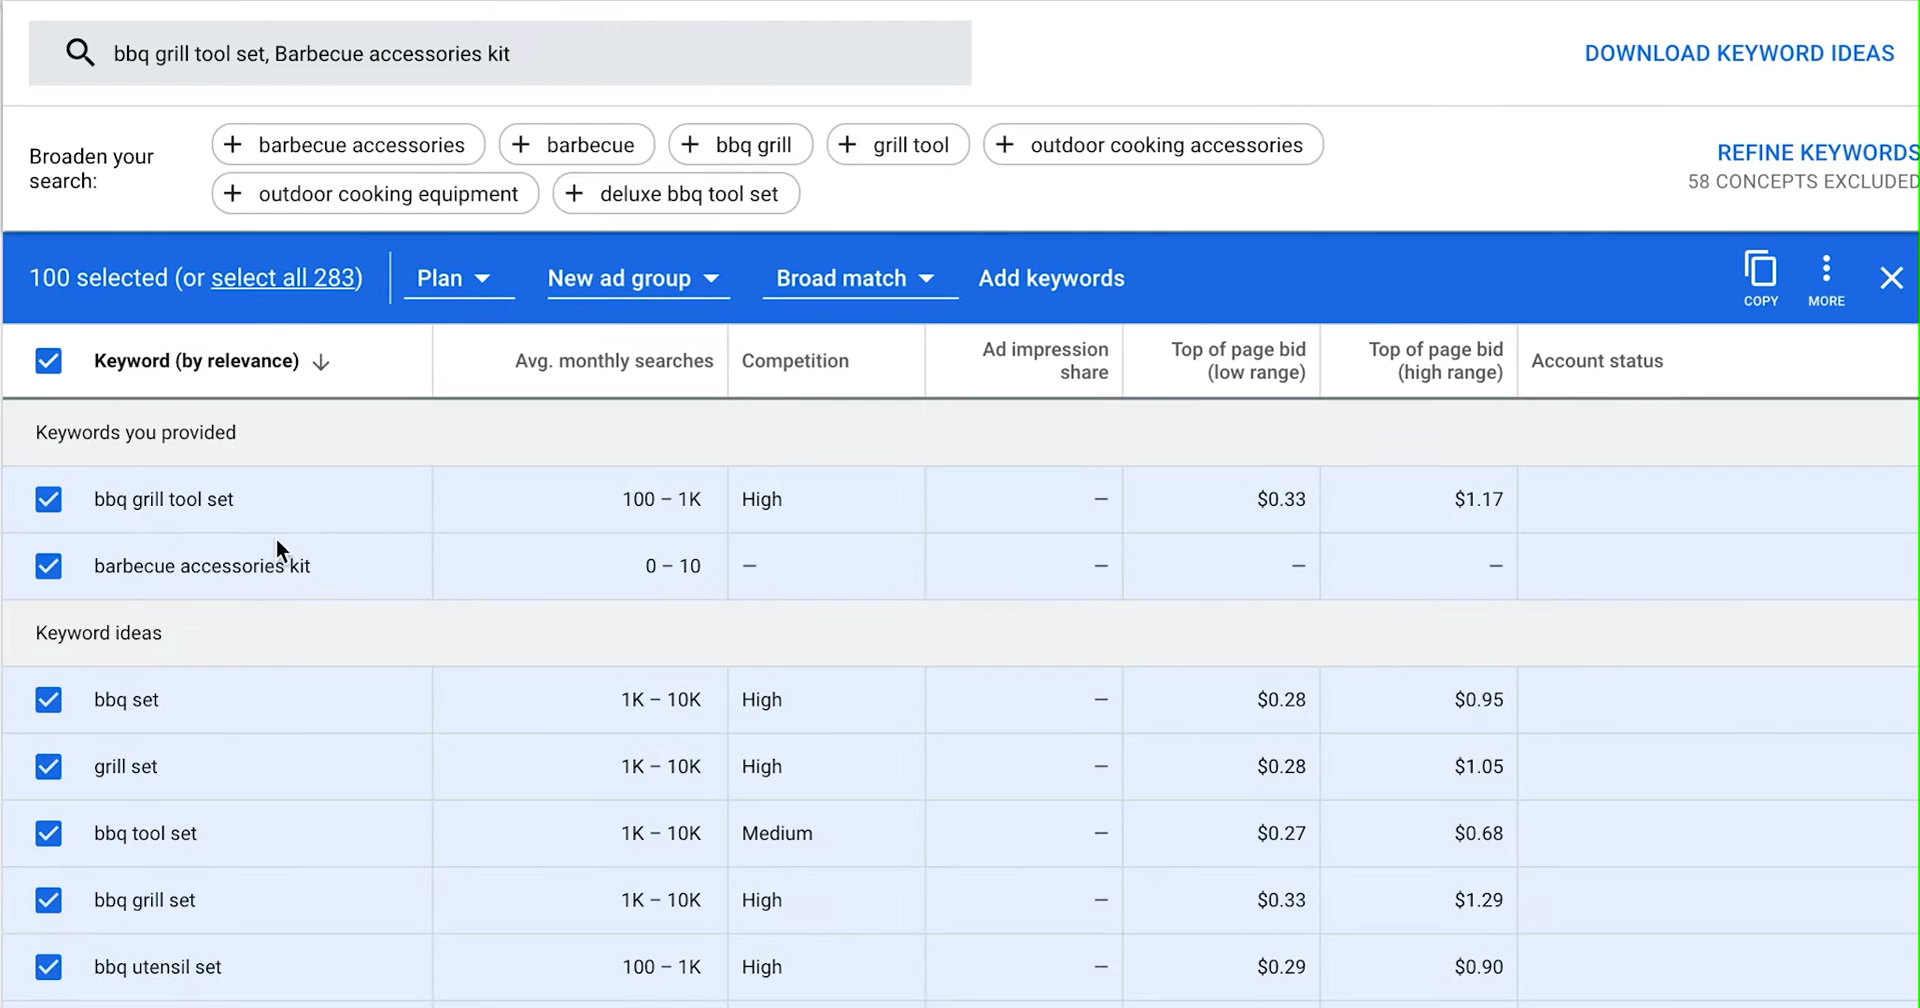 bbq grill tool set, Barbecue accessories kit
DOWNLOAD KEYWORD IDEAS
Broaden your
search:
+ barbecue accessories
+ barbecue
+ bbq grill
+ grill tool
+ outdoor cooking accessories
+ outdoor cooking equipment
+ deluxe bbq tool set
REFINE KEYWORDS
58 CONCEPTS EXCLUDED
100 selected (or select all 283)
Plan
New ad group
Broad match
Add keywords
COPY
MORE
Keyword (by relevance)
Avg. monthly searches
Competition
Ad impression
share
Top of page bid
(low range)
Top of page bid
(high range)
Account status
Keywords you provided
bbq grill tool set 100 – 1K High – $0.33 $1.17
barbecue accessories kit 0 – 10 – – – –
Keyword ideas
bbq set 1K – 10K High – $0.28 $0.95
grill set 1K – 10K High – $0.28 $1.05
bbq tool set 1K – 10K Medium – $0.27 $0.68
bbq grill set 1K – 10K High – $0.33 $1.29
bbq utensil set 100 – 1K High – $0.29 $0.90